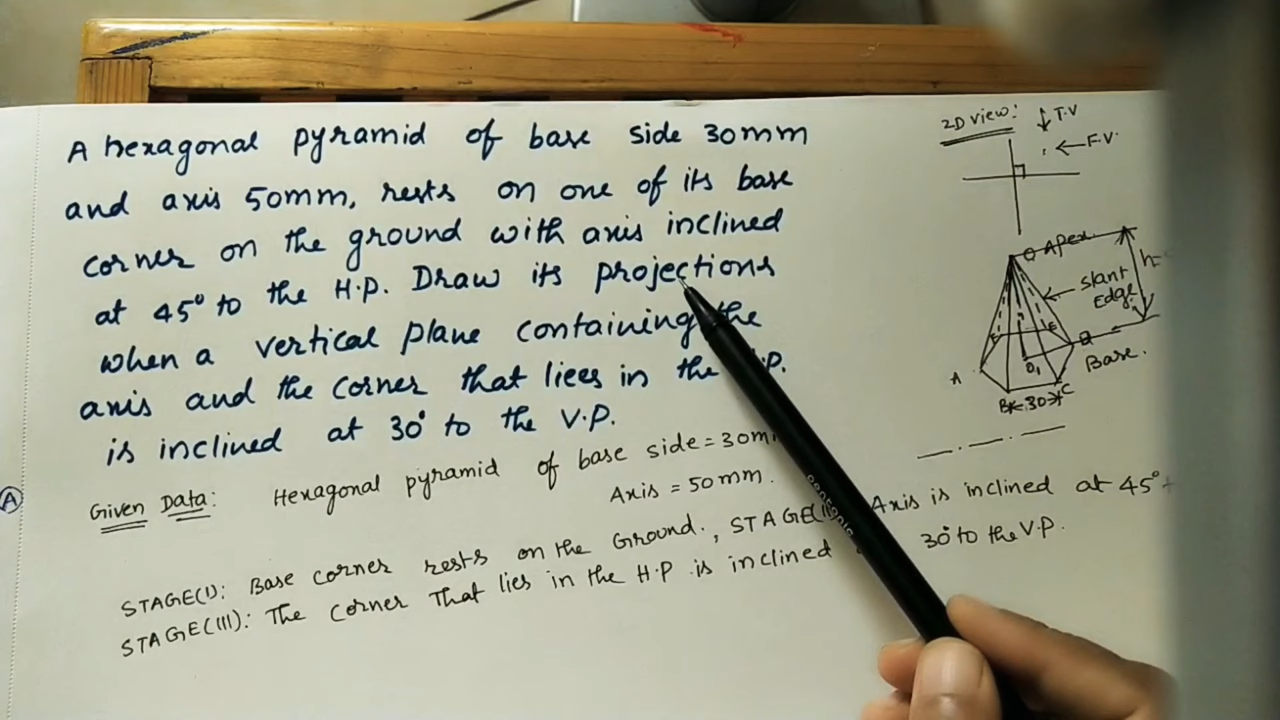 A hexagonal pyramid of base side 30mm
and axis 50mm, rests on one of its base
corner on the ground with axis inclined
at 45° to the H.P. Draw its projections
when a vertical plane containing the
axis and the corner that liees in the .P.
is inclined at 30° to the V.P.
A
Given Data: Hexagonal pyramid of base side = 30m
Axis = 50mm.
STAGE(I): Base corner rests on the Ground., STAGE(II Axis is inclined at 45°
STAGE(III): The corner That lies in the H.P is inclined 30° to the V.P.
2D view: T.V
F.V.
O Apex
h
slant
Edge
E
O1
A
Base.
B 30 C